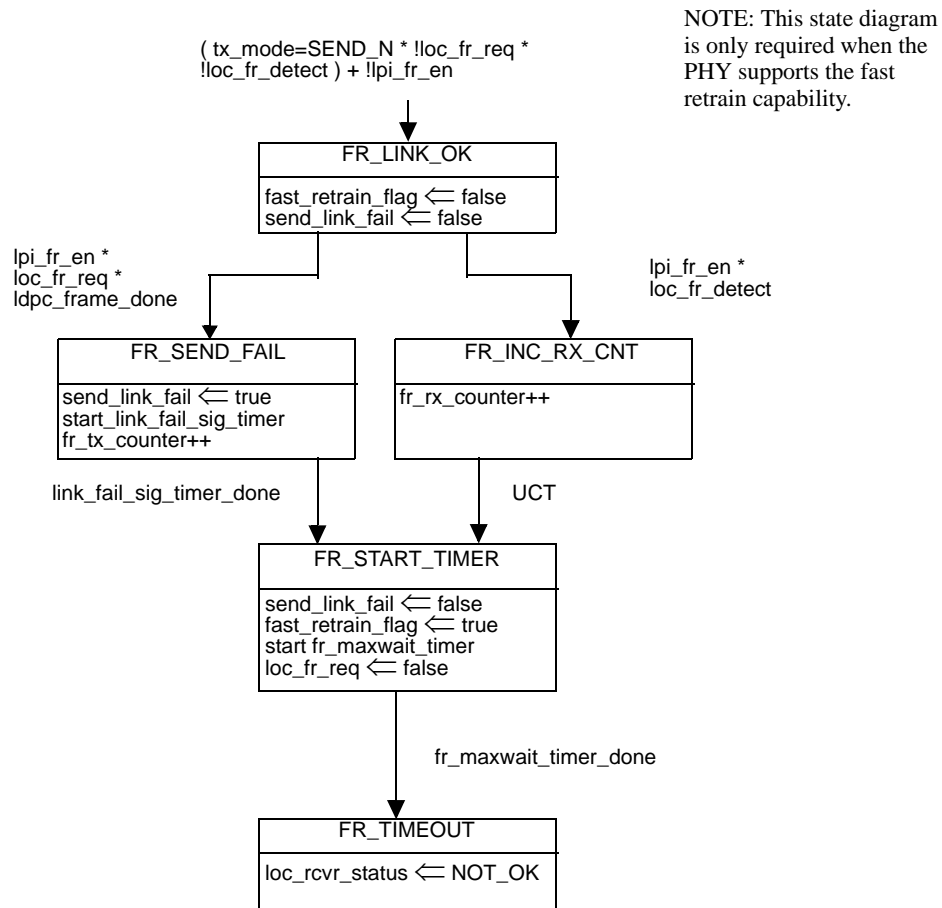 NOTE: This state diagram
is only required when the
PHY supports the fast
retrain capability.
( tx_mode=SEND_N * !loc_fr_req *
!loc_fr_detect ) + !lpi_fr_en
FR_LINK_OK
fast_retrain_flag ⇐ false
send_link_fail ⇐ false
lpi_fr_en *
loc_fr_req *
ldpc_frame_done
lpi_fr_en *
loc_fr_detect
FR_SEND_FAIL
send_link_fail ⇐ true
start_link_fail_sig_timer
fr_tx_counter++
FR_INC_RX_CNT
fr_rx_counter++
link_fail_sig_timer_done
UCT
FR_START_TIMER
send_link_fail ⇐ false
fast_retrain_flag ⇐ true
start fr_maxwait_timer
loc_fr_req ⇐ false
fr_maxwait_timer_done
FR_TIMEOUT
loc_rcvr_status ⇐ NOT_OK